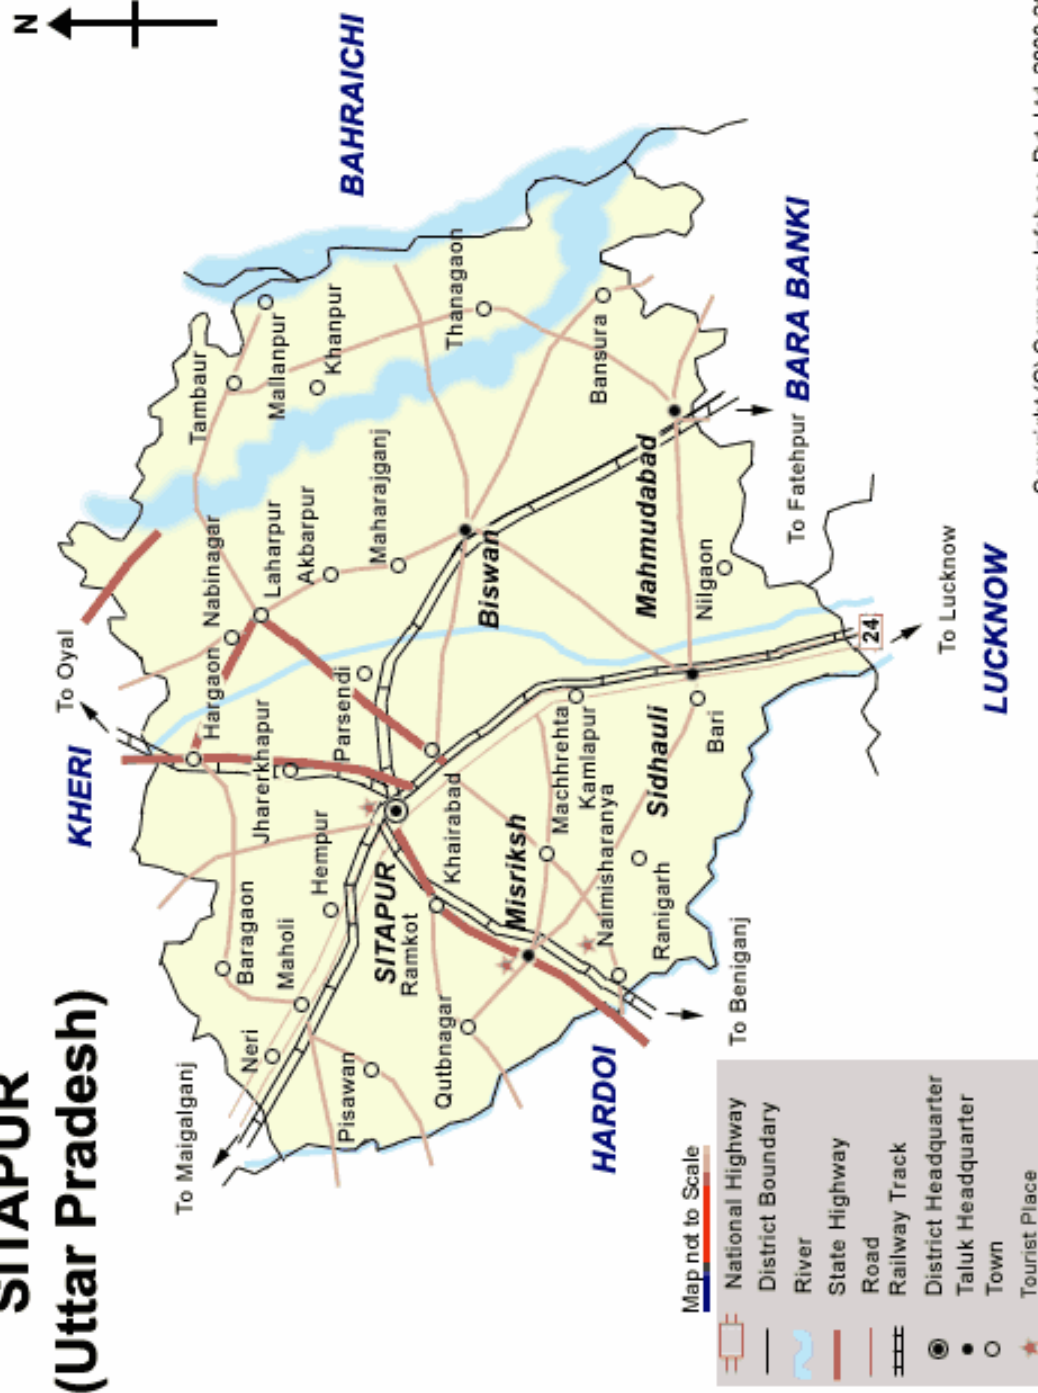 SITAPUR
(Uttar Pradesh)
N
To Maigalganj
KHERI
To Oyal
BAHRAICHI
Neri
Maholi
Baragaon
Hempur
Jharerkhapur
Hargaon
Nabinagar
Laharpur
Akbarpur
Maharajganj
Tambaur
Mallanpur
Khanpur
Thanagaon
Pisawan
Qutbnagar
SITAPUR
Ramkot
Khairabad
Parsendi
Biswan
Bansura
Misriksh
Machhrehta
Kamlapur
Naimisharanya
Ranigarh
Sidhauli
Bari
Mahmudabad
Nilgaon
HARDOI
To Beniganj
24
To Lucknow
LUCKNOW
To Fatehpur
BARA BANKI
Map not to Scale
National Highway
District Boundary
River
State Highway
Road
Railway Track
District Headquarter
Taluk Headquarter
Town
Tourist Place